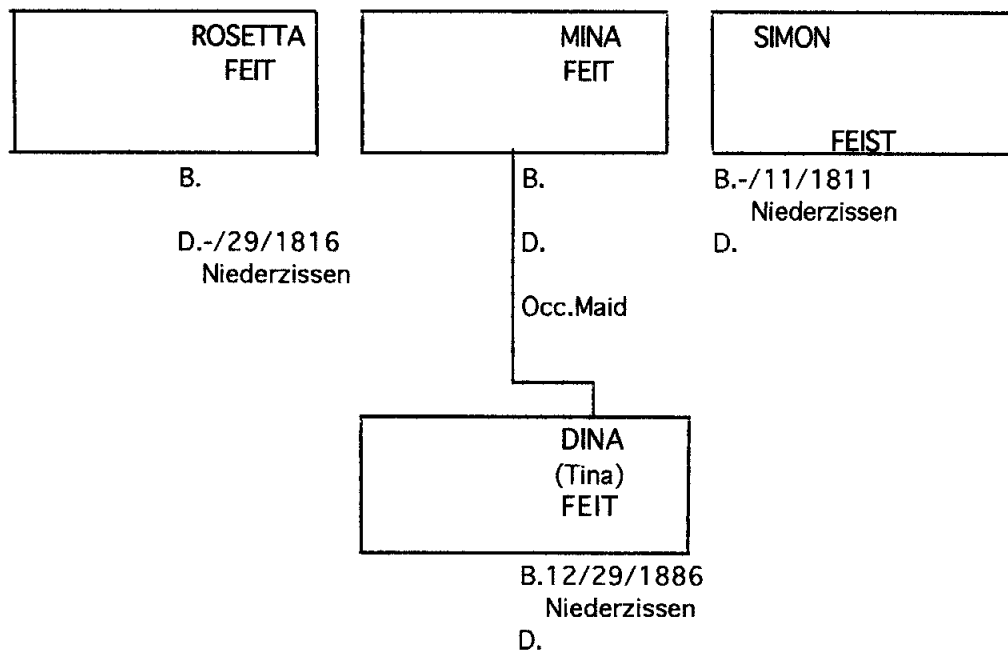 ROSETTA
FEIT
B.
D.-/29/1816
Niederzissen
MINA
FEIT
B.
D.
Occ.Maid
SIMON
FEIST
B.-/11/1811
Niederzissen
D.
DINA
(Tina)
FEIT
B.12/29/1886
Niederzissen
D.